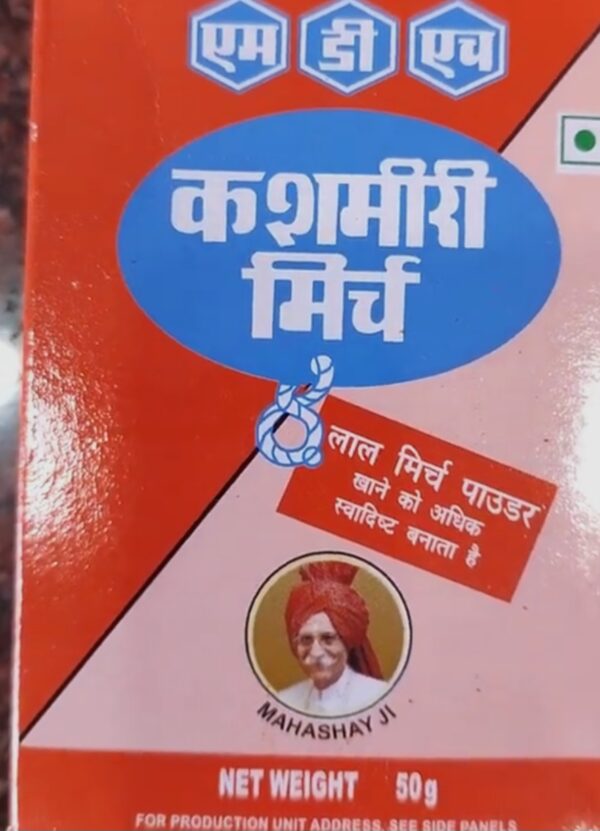 एम डी एच
कशमीरी
मिर्च
लाल मिर्च पाउडर
खाने को अधिक
स्वादिष्ट बनाता है
MAHASHAY JI
NET WEIGHT 50g
FOR PRODUCTION UNIT ADDRESS, SEE SIDE PANELS